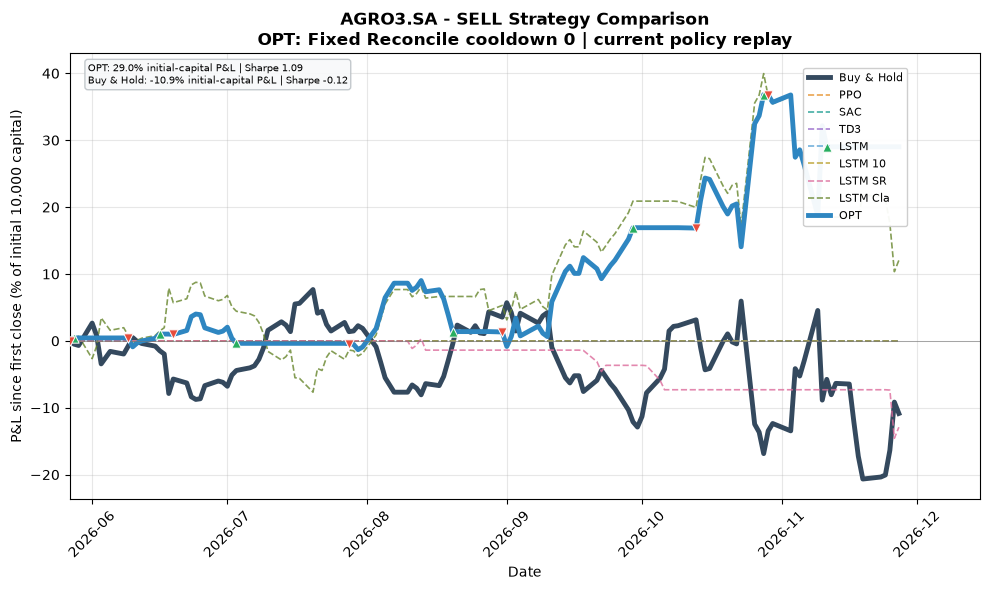 AGRO3.SA - SELL Strategy Comparison
OPT: Fixed Reconcile cooldown 0 | current policy replay
OPT: 29.0% initial-capital P&L | Sharpe 1.09
Buy & Hold: -10.9% initial-capital P&L | Sharpe -0.12
Buy & Hold
PPO
SAC
TD3
LSTM
LSTM 10
LSTM SR
LSTM Cla
OPT
P&L since first close (% of initial 10,000 capital)
40
30
20
10
0
−10
−20
2026-06
2026-07
2026-08
2026-09
2026-10
2026-11
2026-12
Date